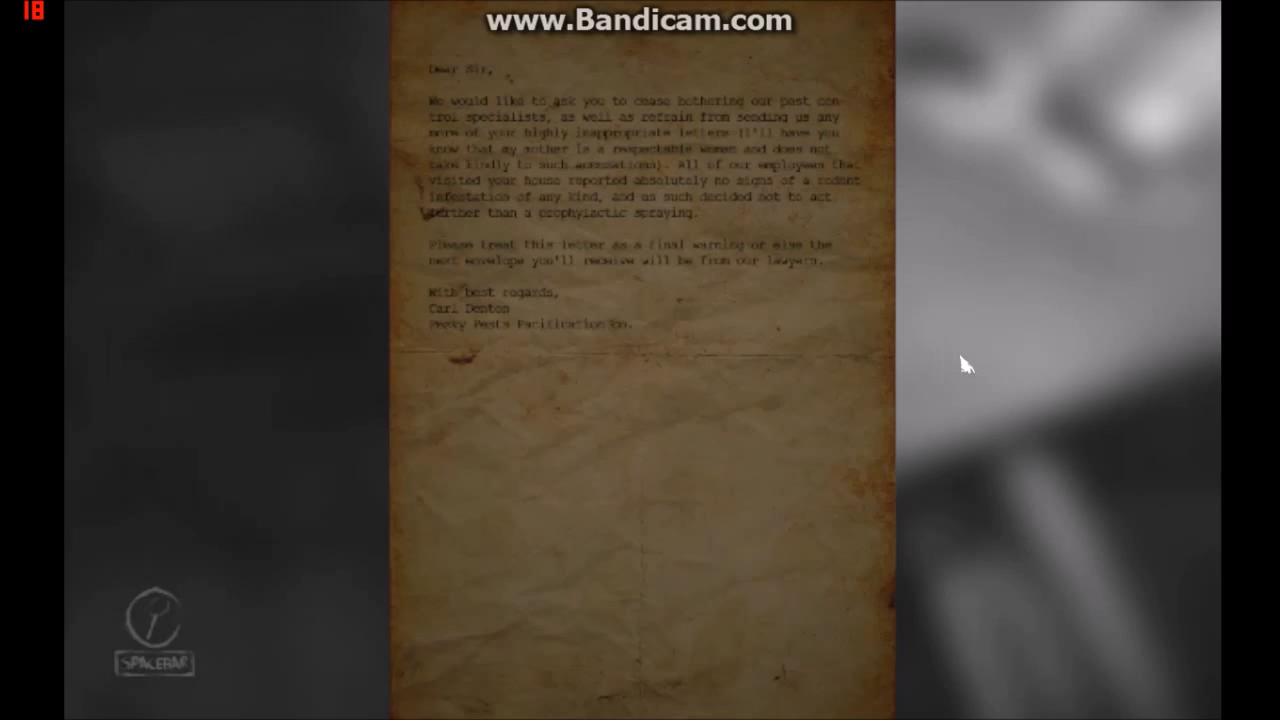 18
www.Bandicam.com
Dear Sir,
We would like to ask you to cease bothering our pest con-
trol specialists, as well as refrain from sending us any
more of your highly inappropriate letters (I'll have you
know that my mother is a respectable woman and does not
take kindly to such accusations). All of our employees that
visited your house reported absolutely no signs of a rodent
infestation of any kind, and as such decided not to act
further than a prophylactic spraying.
Please treat this letter as a final warning or else the
next envelope you'll receive will be from our lawyers.
With best regards,
Carl Denton
Pesky Pests Pacification Co.
SPACEBAR